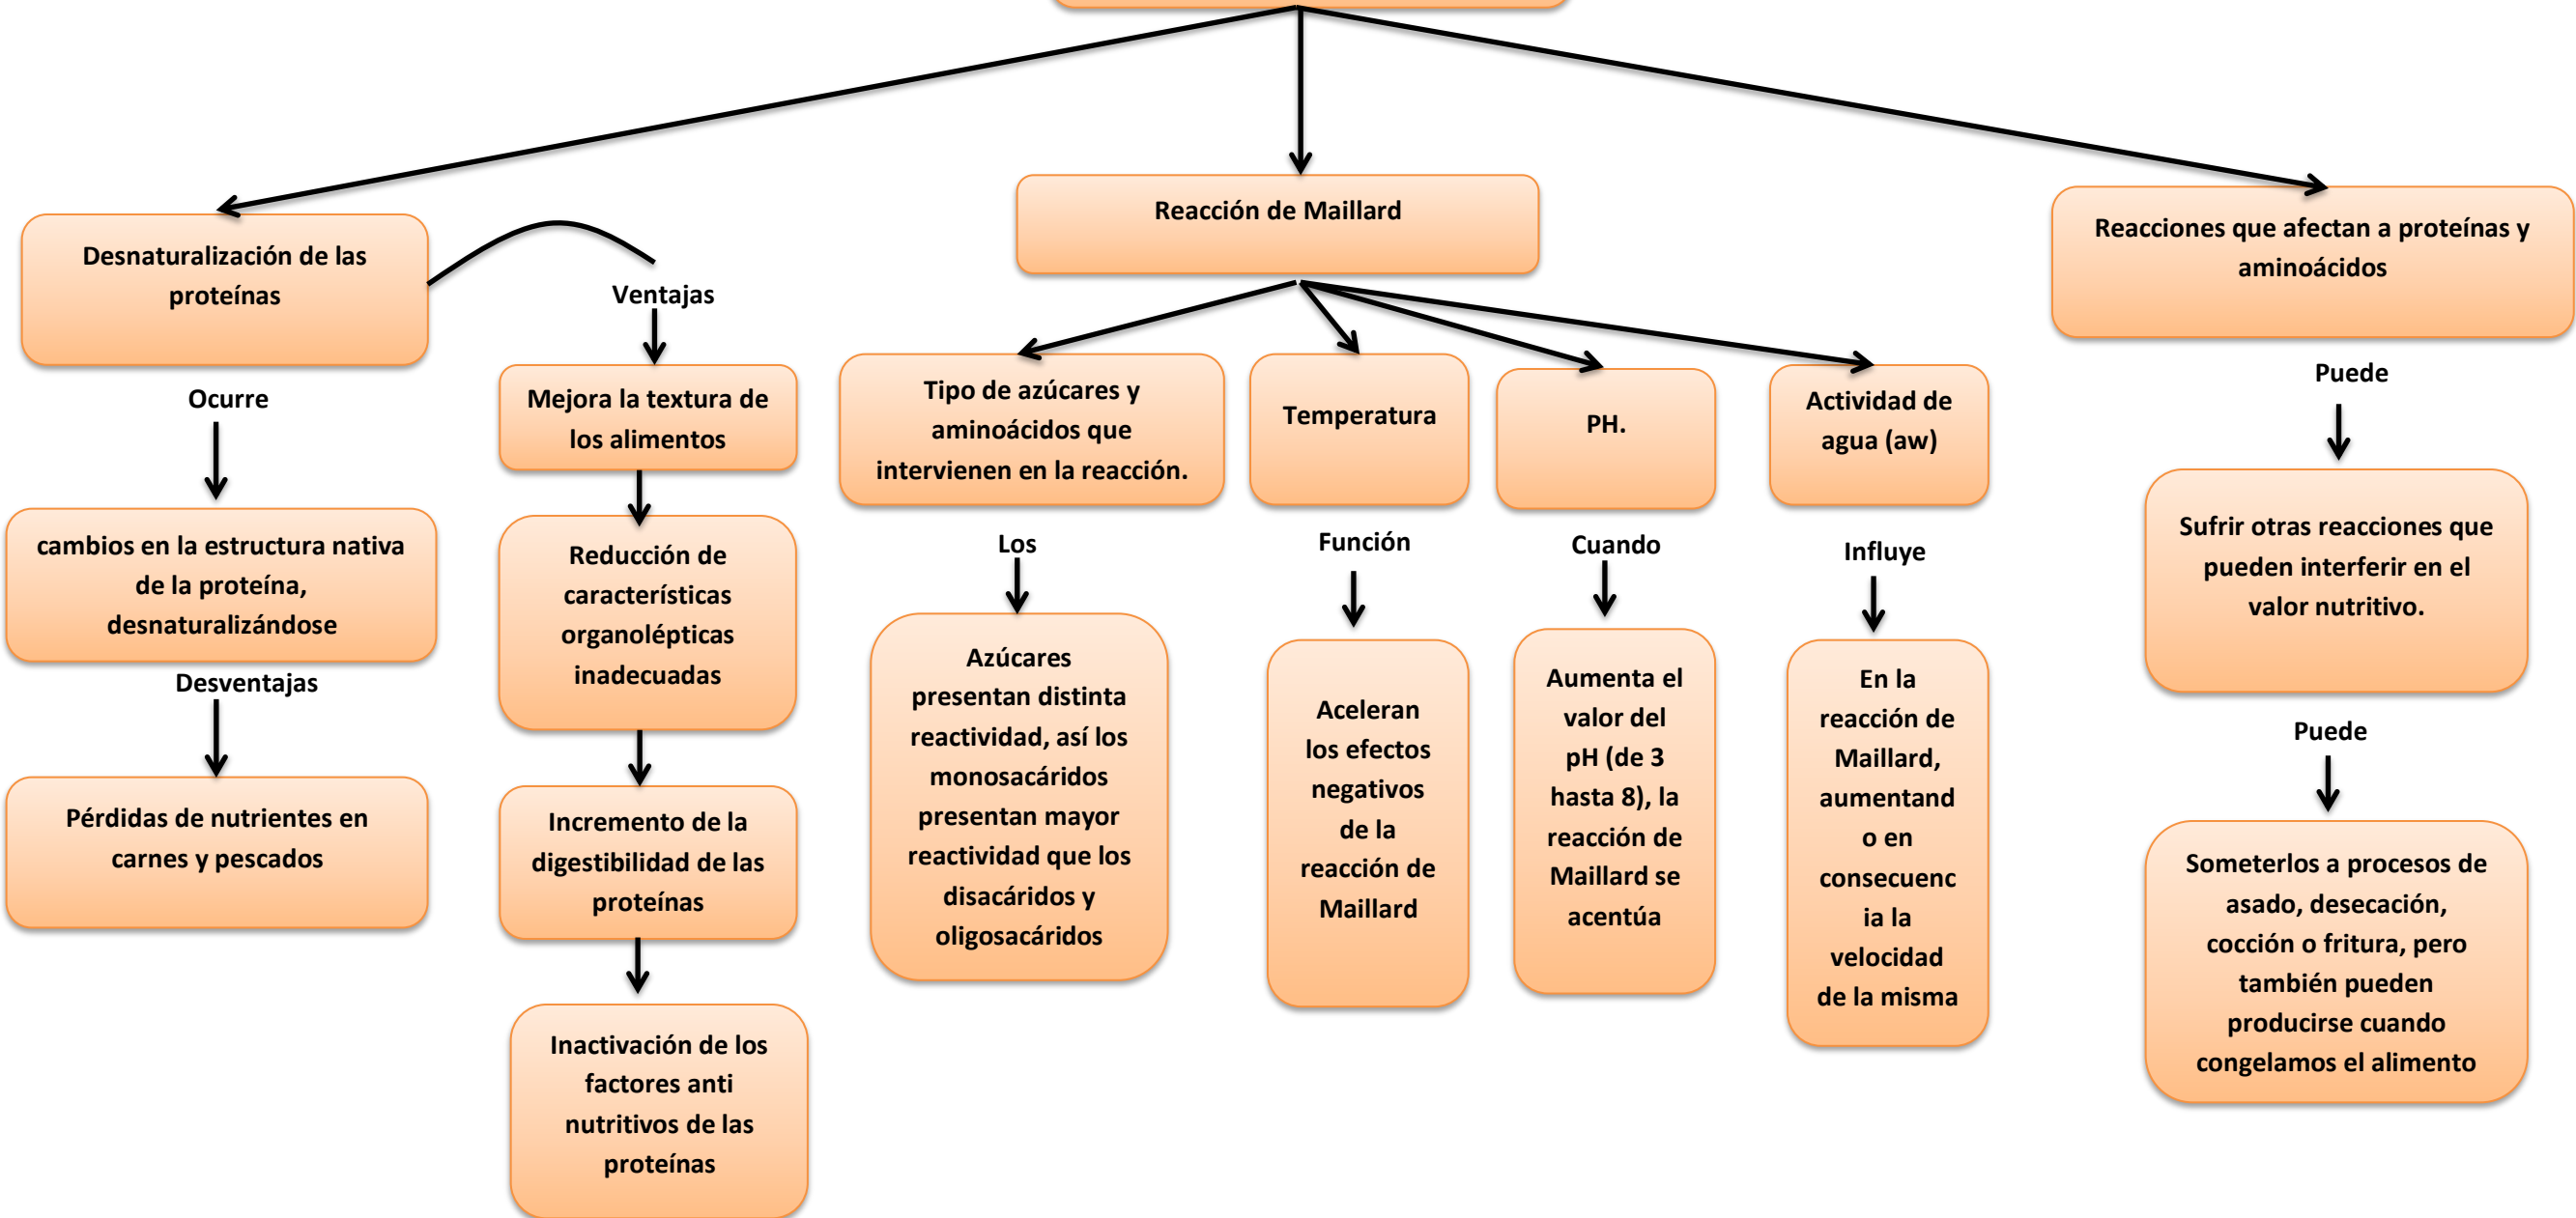 Desnaturalización de las
proteínas
Ocurre
cambios en la estructura nativa
de la proteína,
desnaturalizándose
Desventajas
Pérdidas de nutrientes en
carnes y pescados
Ventajas
Mejora la textura de
los alimentos
Reducción de
características
organolépticas
inadecuadas
Incremento de la
digestibilidad de las
proteínas
Inactivación de los
factores anti
nutritivos de las
proteínas
Reacción de Maillard
Tipo de azúcares y
aminoácidos que
intervienen en la reacción.
Los
Azúcares
presentan distinta
reactividad, así los
monosacáridos
presentan mayor
reactividad que los
disacáridos y
oligosacáridos
Temperatura
Función
Aceleran
los efectos
negativos
de la
reacción de
Maillard
PH.
Cuando
Aumenta el
valor del
pH (de 3
hasta 8), la
reacción de
Maillard se
acentúa
Actividad de
agua (aw)
Influye
En la
reacción de
Maillard,
aumentand
o en
consecuenc
ia la
velocidad
de la misma
Reacciones que afectan a proteínas y
aminoácidos
Puede
Sufrir otras reacciones que
pueden interferir en el
valor nutritivo.
Puede
Someterlos a procesos de
asado, desecación,
cocción o fritura, pero
también pueden
producirse cuando
congelamos el alimento